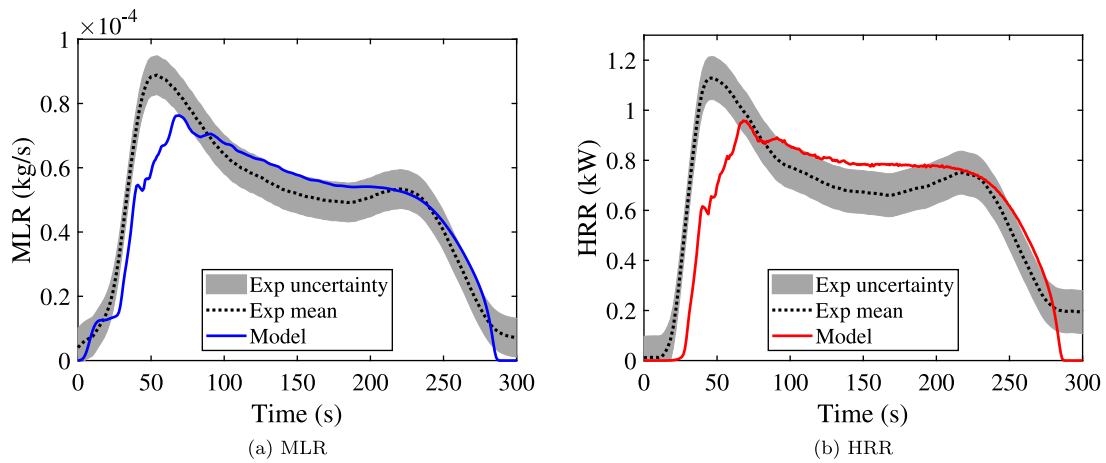 ×10⁻⁴
1
0.8
0.6
0.4
0.2
0
MLR (kg/s)
Exp uncertainty
Exp mean
Model
0 50 100 150 200 250 300
Time (s)
(a) MLR
1.2
1
0.8
0.6
0.4
0.2
0
HRR (kW)
Exp uncertainty
Exp mean
Model
0 50 100 150 200 250 300
Time (s)
(b) HRR